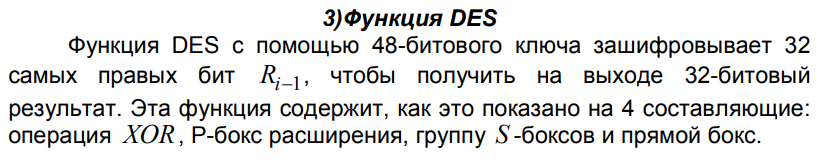 3)Функция DES
Функция DES с помощью 48-битового ключа зашифровывает 32
самых правых бит R_{i−1}, чтобы получить на выходе 32-битовый
результат. Эта функция содержит, как это показано на 4 составляющие:
операция XOR, P-бокс расширения, группу S-боксов и прямой бокс.